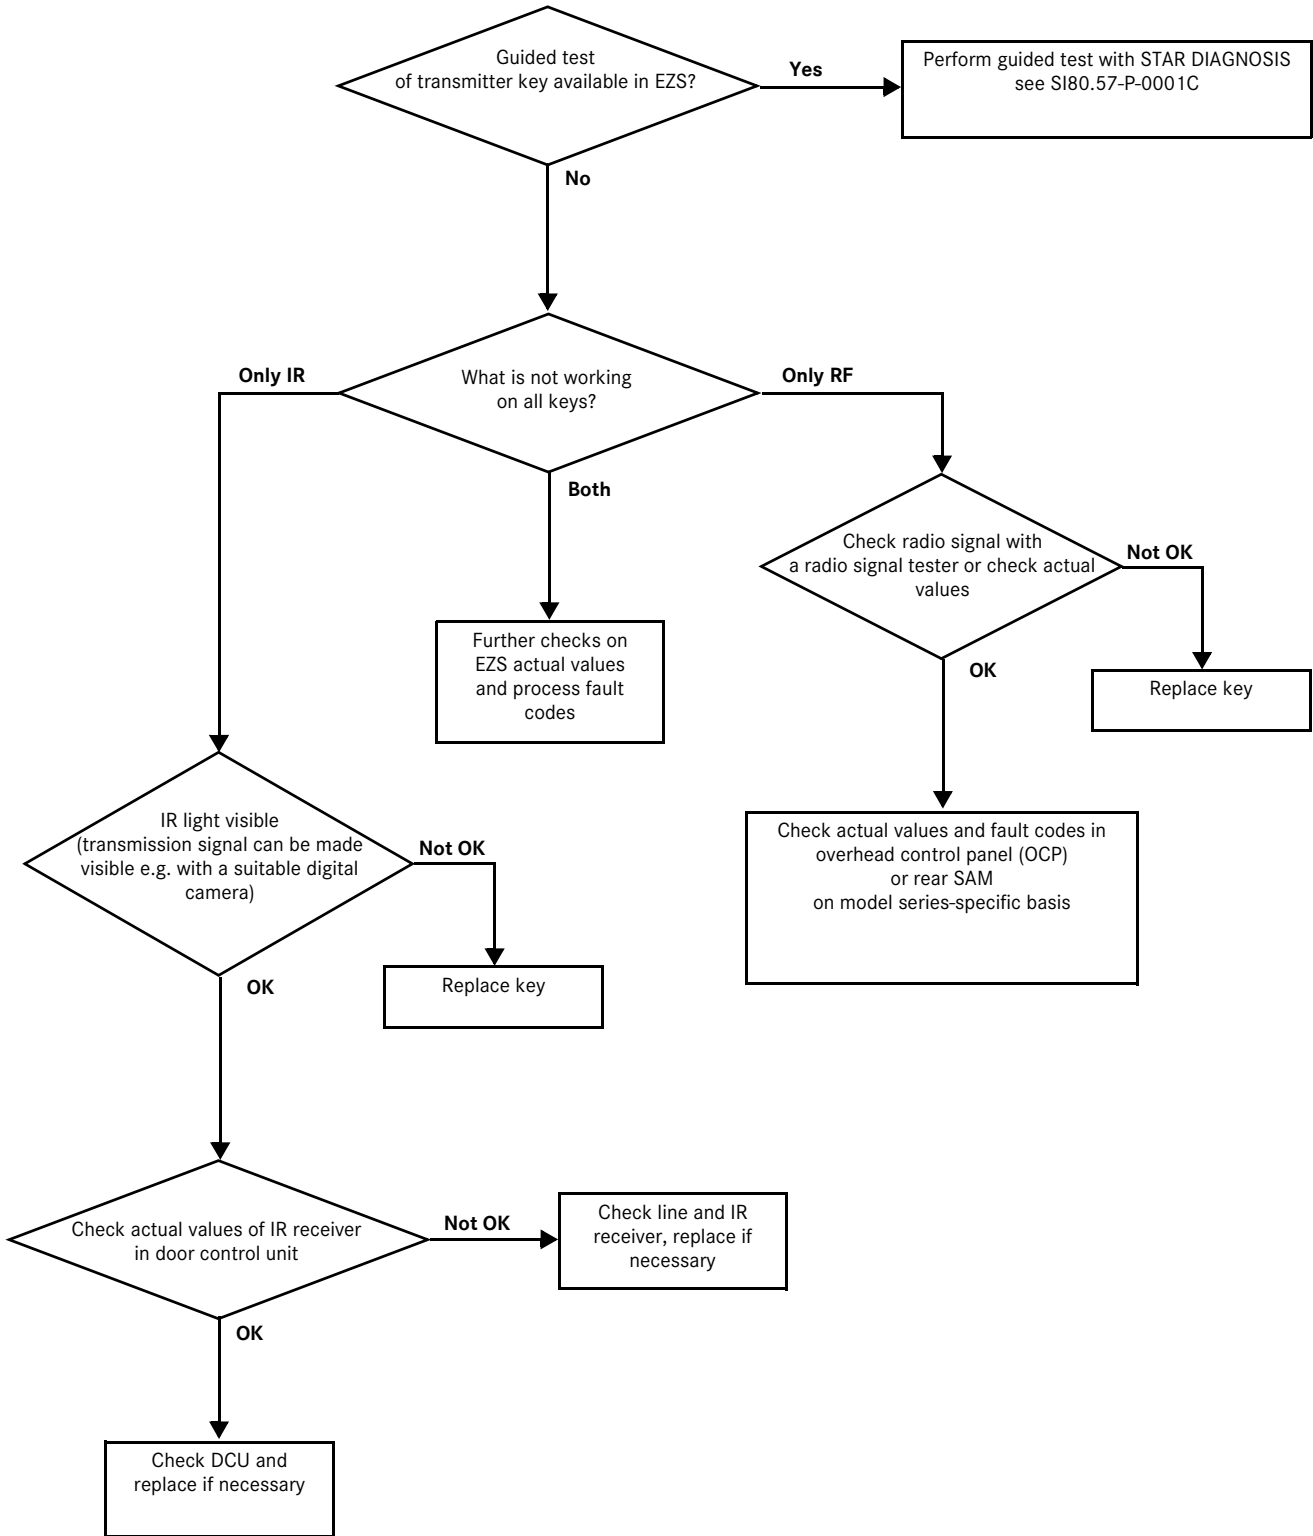 Guided test
of transmitter key available in EZS?
Yes
Perform guided test with STAR DIAGNOSIS
see SI80.57-P-0001C
No
What is not working
on all keys?
Only IR
Only RF
Both
Check radio signal with
a radio signal tester or check actual
values
Not OK
OK
Further checks on
EZS actual values
and process fault
codes
Replace key
IR light visible
(transmission signal can be made
visible e.g. with a suitable digital
camera)
Not OK
OK
Check actual values and fault codes in
overhead control panel (OCP)
or rear SAM
on model series-specific basis
Replace key
Check actual values of IR receiver
in door control unit
Not OK
Check line and IR
receiver, replace if
necessary
OK
Check DCU and
replace if necessary